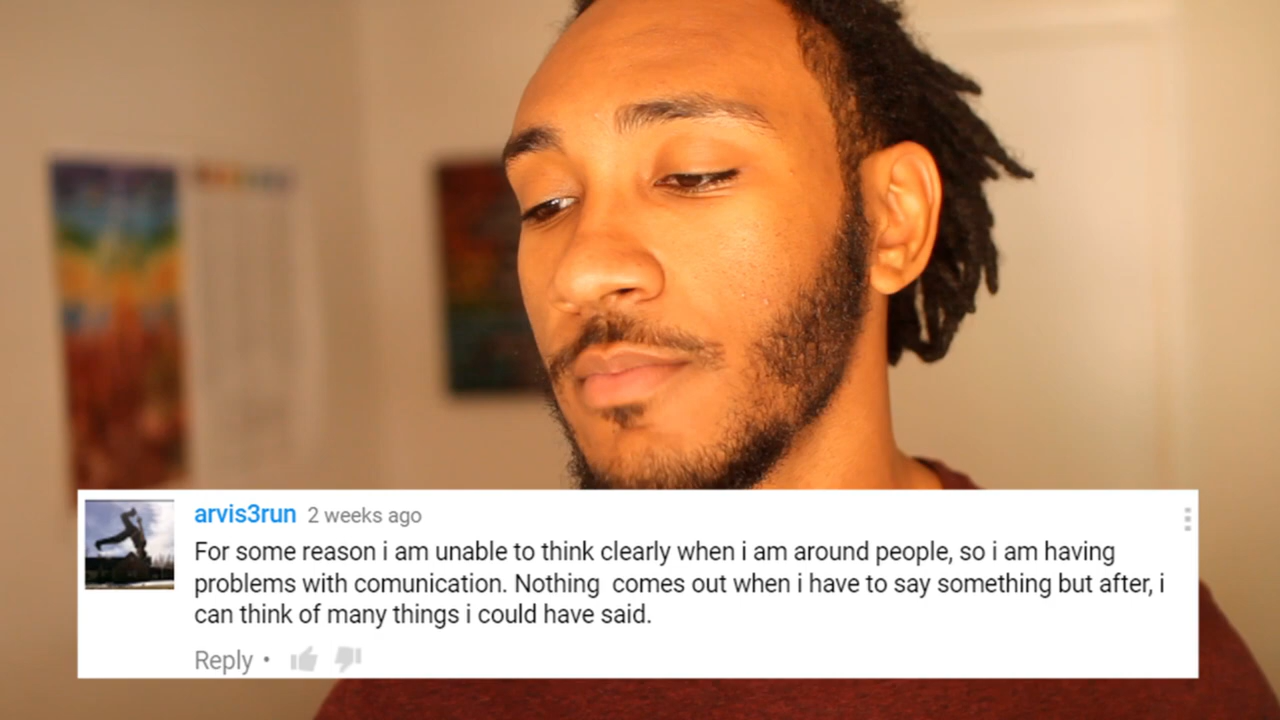 arvis3run 2 weeks ago
For some reason i am unable to think clearly when i am around people, so i am having
problems with comunication. Nothing  comes out when i have to say something but after, i
can think of many things i could have said.
Reply •